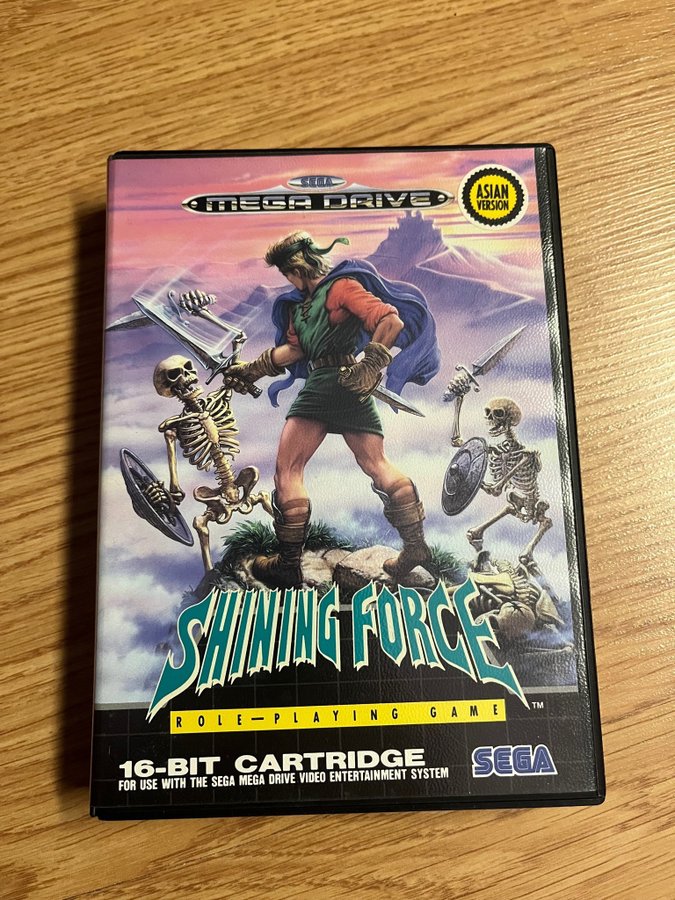 SEGA
MEGA DRIVE
ASIAN
VERSION
SHINING FORCE
TM
ROLE-PLAYING GAME
16-BIT CARTRIDGE
FOR USE WITH THE SEGA MEGA DRIVE VIDEO ENTERTAINMENT SYSTEM
SEGA